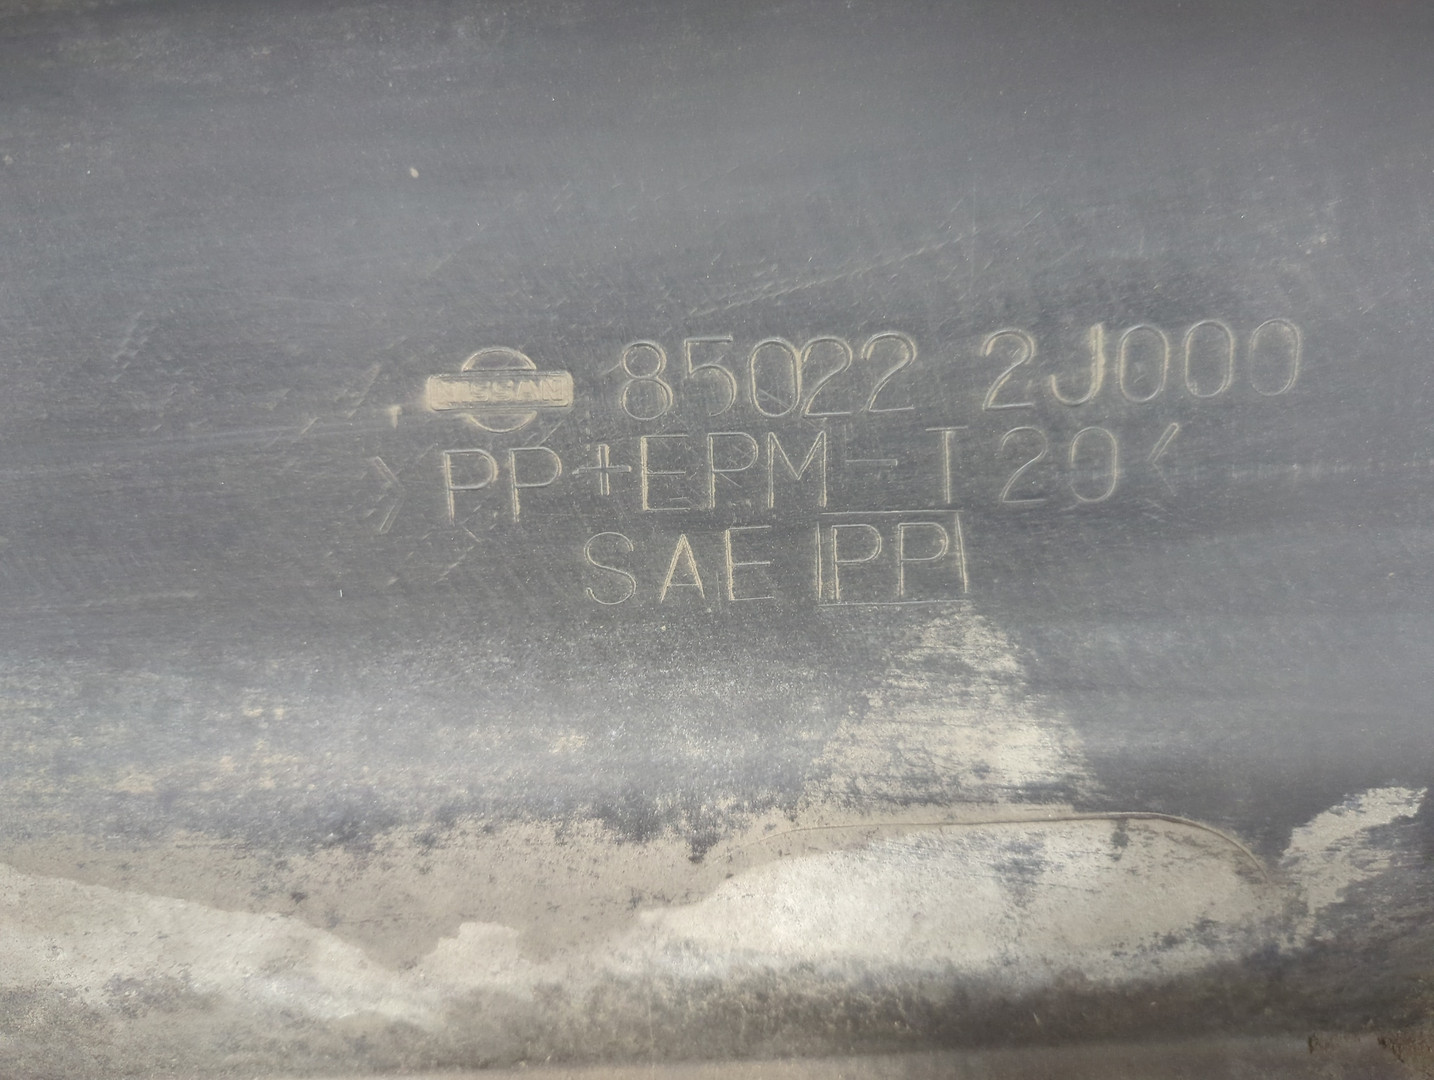 NISSAN 85022 2J000
>PP+EPM-T20<
SAE PP